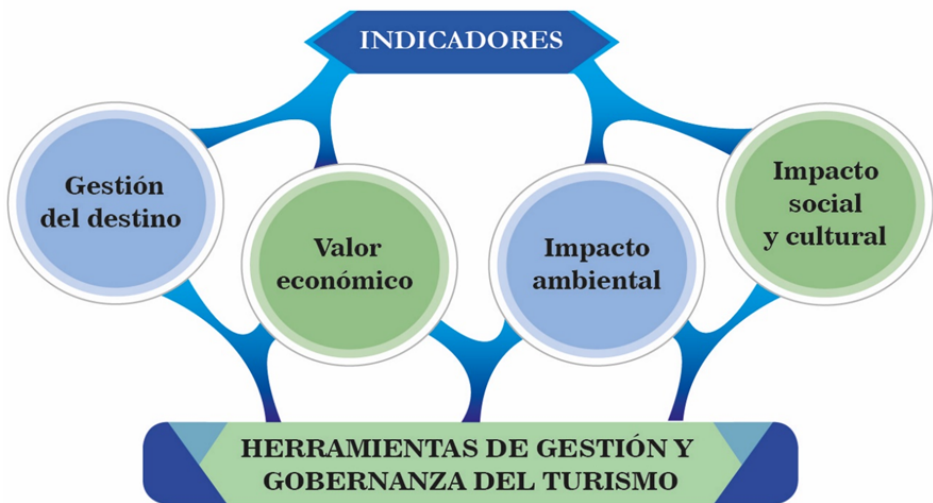 INDICADORES
Gestión
del destino
Valor
económico
Impacto
ambiental
Impacto
social
y cultural
HERRAMIENTAS DE GESTIÓN Y
GOBERNANZA DEL TURISMO